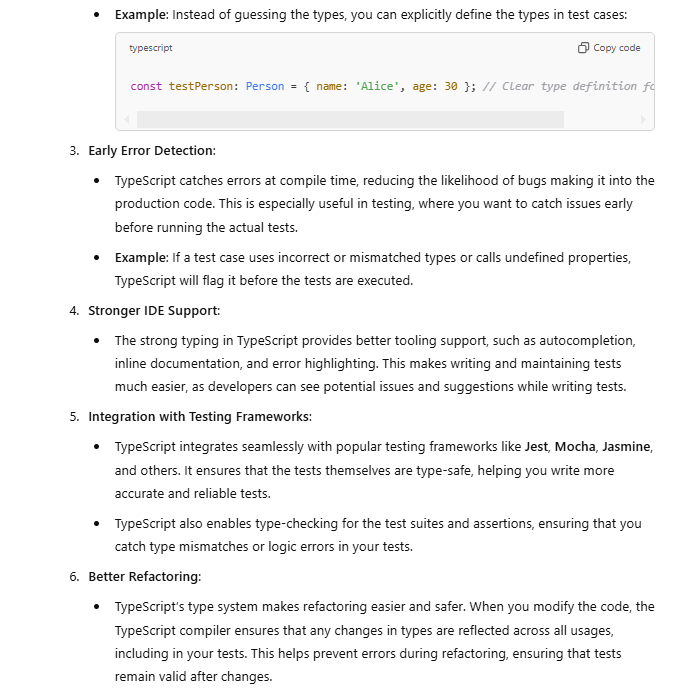 • Example: Instead of guessing the types, you can explicitly define the types in test cases:
typescript
Copy code
const testPerson: Person = { name: 'Alice', age: 30 }; // Clear type definition
3. Early Error Detection:
• TypeScript catches errors at compile time, reducing the likelihood of bugs making it into the
production code. This is especially useful in testing, where you want to catch issues early
before running the actual tests.
• Example: If a test case uses incorrect or mismatched types or calls undefined properties,
TypeScript will flag it before the tests are executed.
4. Stronger IDE Support:
• The strong typing in TypeScript provides better tooling support, such as autocompletion,
inline documentation, and error highlighting. This makes writing and maintaining tests
much easier, as developers can see potential issues and suggestions while writing tests.
5. Integration with Testing Frameworks:
• TypeScript integrates seamlessly with popular testing frameworks like Jest, Mocha, Jasmine,
and others. It ensures that the tests themselves are type-safe, helping you write more
accurate and reliable tests.
• TypeScript also enables type-checking for the test suites and assertions, ensuring that you
catch type mismatches or logic errors in your tests.
6. Better Refactoring:
• TypeScript's type system makes refactoring easier and safer. When you modify the code, the
TypeScript compiler ensures that any changes in types are reflected across all usages,
including in your tests. This helps prevent errors during refactoring, ensuring that tests
remain valid after changes.